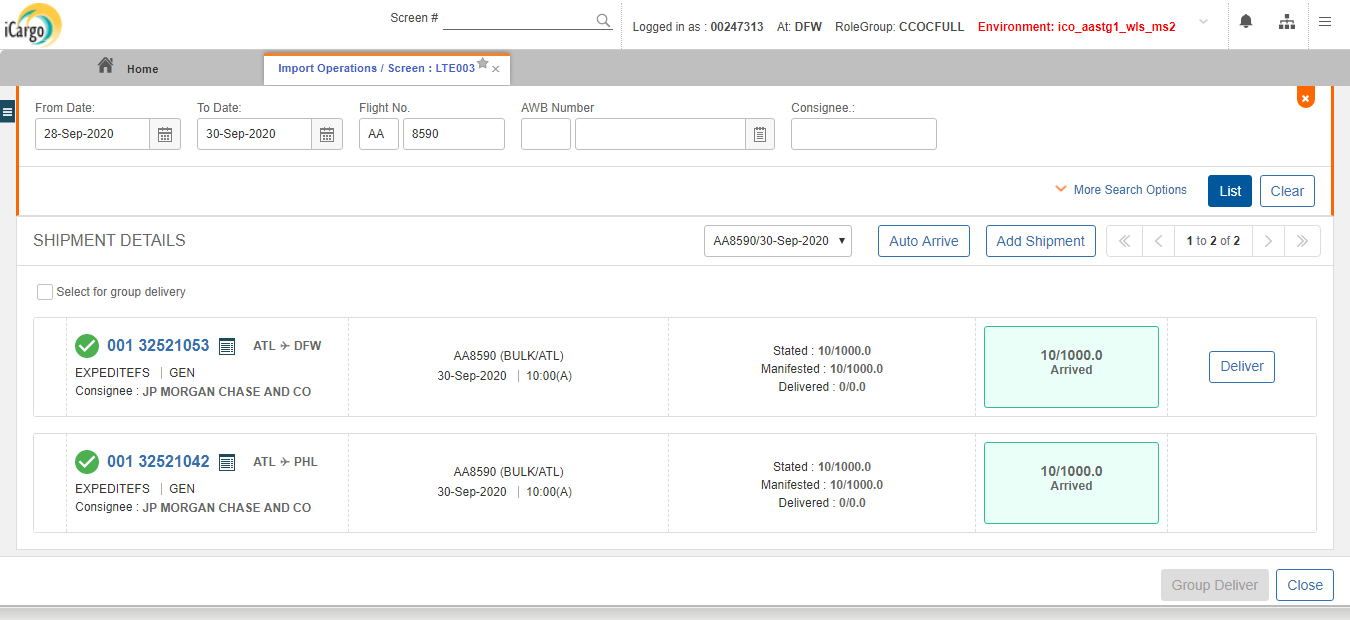 iCargo
Screen #
Logged in as : 00247313 At: DFW RoleGroup: CCOCFULL Environment: ico_aastg1_wls_ms2
Home
Import Operations / Screen : LTE003
From Date: To Date: Flight No. AWB Number Consignee.:
28-Sep-2020 30-Sep-2020 AA 8590
More Search Options List Clear
SHIPMENT DETAILS AA8590/30-Sep-2020 Auto Arrive Add Shipment 1 to 2 of 2
Select for group delivery
001 32521053 ATL DFW
EXPEDITEFS | GEN
Consignee : JP MORGAN CHASE AND CO
AA8590 (BULK/ATL)
30-Sep-2020 | 10:00(A)
Stated : 10/1000.0
Manifested : 10/1000.0
Delivered : 0/0.0
10/1000.0
Arrived
Deliver
001 32521042 ATL PHL
EXPEDITEFS | GEN
Consignee : JP MORGAN CHASE AND CO
AA8590 (BULK/ATL)
30-Sep-2020 | 10:00(A)
Stated : 10/1000.0
Manifested : 10/1000.0
Delivered : 0/0.0
10/1000.0
Arrived
Group Deliver Close